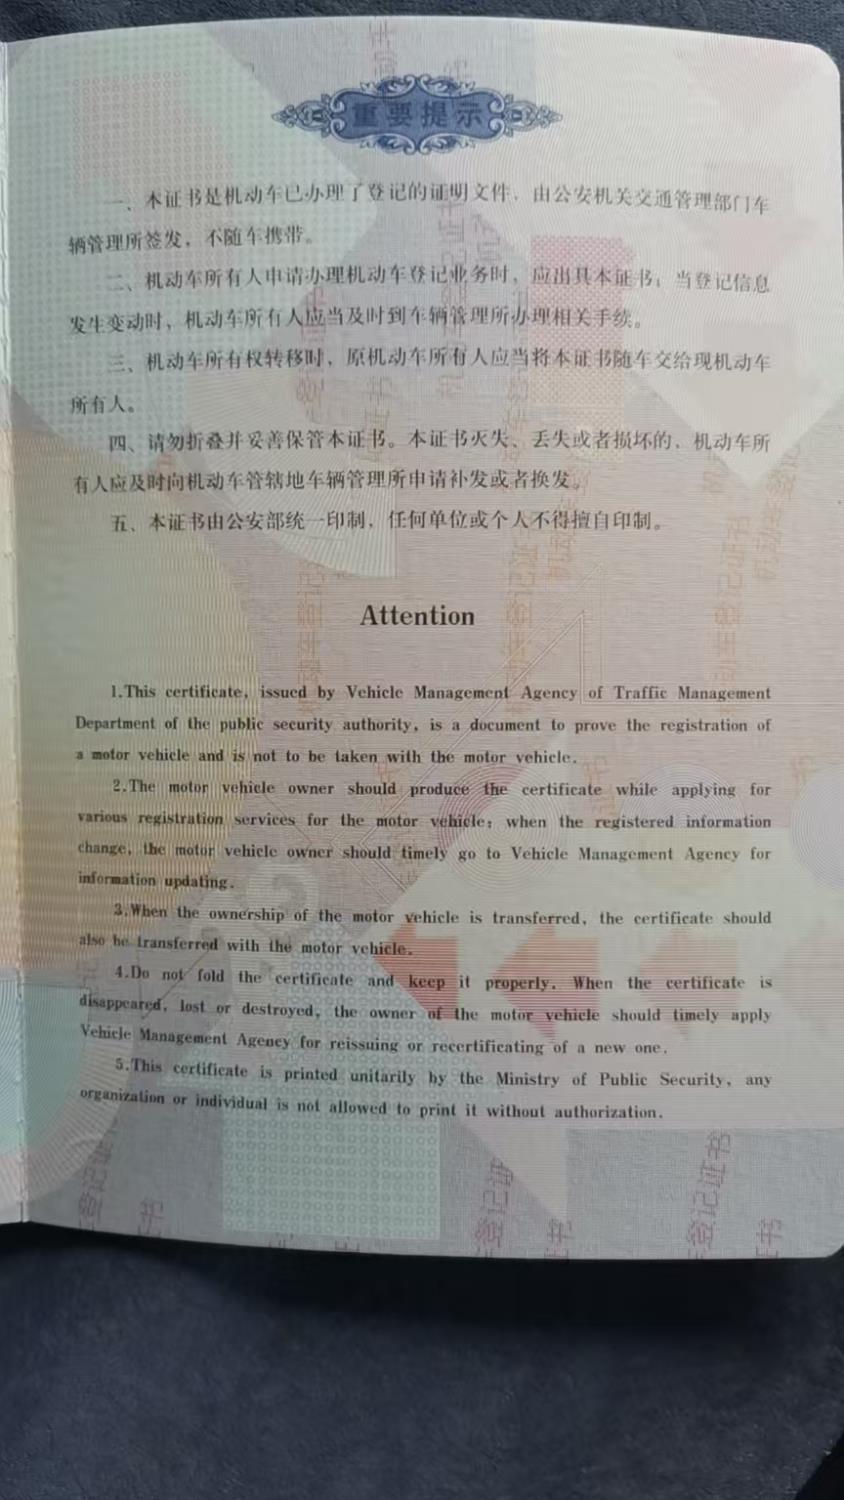 重要提示
一、本证书是机动车已办理了登记的证明文件，由公安机关交通管理部门车
辆管理所签发，不随车携带。
二、机动车所有人申请办理机动车登记业务时，应出具本证书；当登记信息
发生变动时，机动车所有人应当及时到车辆管理所办理相关手续。
三、机动车所有权转移时，原机动车所有人应当将本证书随车交给现机动车
所有人。
四、请勿折叠并妥善保管本证书。本证书灭失、丢失或者损坏的，机动车所
有人应及时向机动车管辖地车辆管理所申请补发或者换发。
五、本证书由公安部统一印制，任何单位或个人不得擅自印制。
Attention
1.This certificate, issued by Vehicle Management Agency of Traffic Management
Department of the public security authority, is a document to prove the registration of
a motor vehicle and is not to be taken with the motor vehicle.
2.The motor vehicle owner should produce the certificate while applying for
various registration services for the motor vehicle; when the registered information
change, the motor vehicle owner should timely go to Vehicle Management Agency for
information updating.
3.When the ownership of the motor vehicle is transferred, the certificate should
also be transferred with the motor vehicle.
4.Do not fold the certificate and keep it properly. When the certificate is
disappeared, lost or destroyed, the owner of the motor vehicle should timely apply
Vehicle Management Agency for reissuing or recertificating of a new one.
5.This certificate is printed unitarily by the Ministry of Public Security, any
organization or individual is not allowed to print it without authorization.